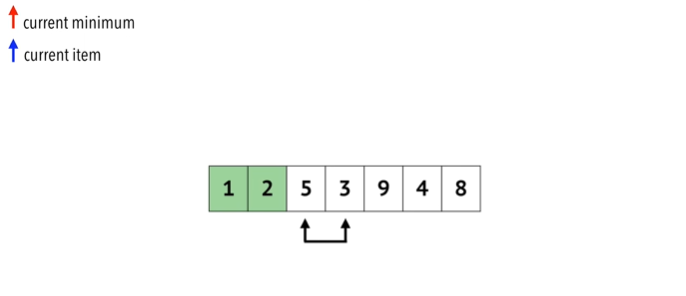 current minimum
current item
1 2 5 3 9 4 8